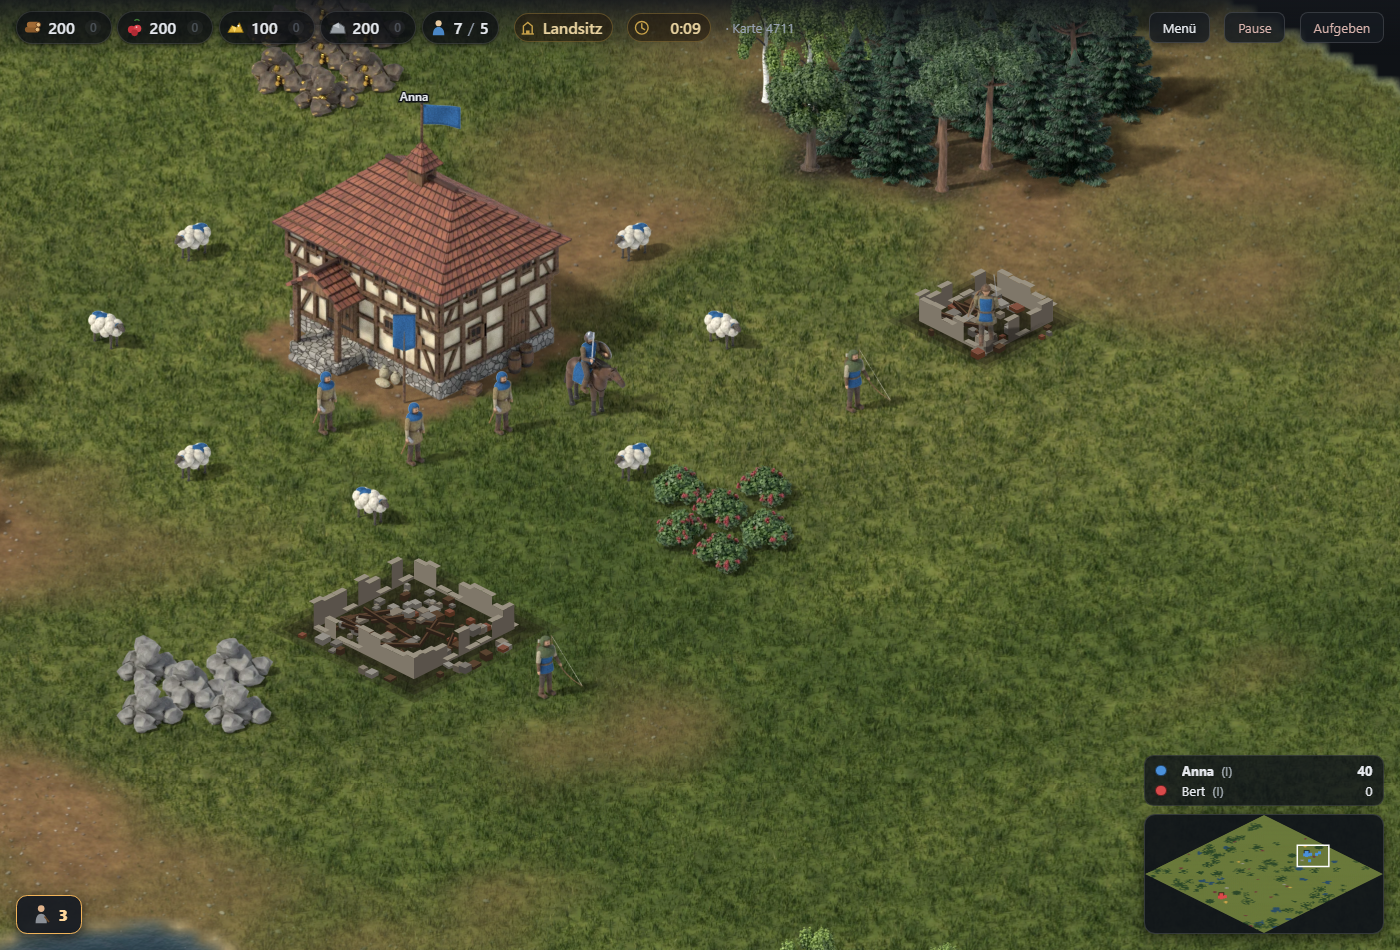 200 0 200 0 100 0 200 0 7 / 5 Landsitz 0:09 · Karte 4711 Menü Pause Aufgeben
Anna
Anna (I) 40
Bert (I) 0
3